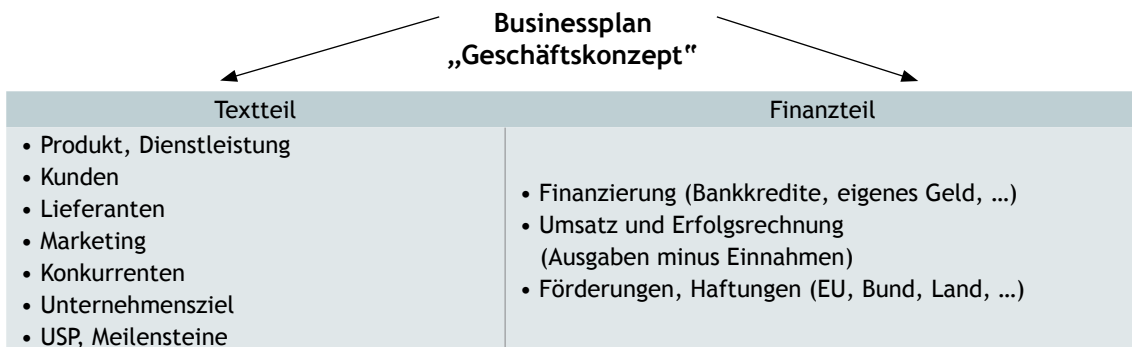 Businessplan
„Geschäftskonzept“
Textteil
Finanzteil
• Produkt, Dienstleistung
• Kunden
• Lieferanten
• Marketing
• Konkurrenten
• Unternehmensziel
• USP, Meilensteine
• Finanzierung (Bankkredite, eigenes Geld, …)
• Umsatz und Erfolgsrechnung
(Ausgaben minus Einnahmen)
• Förderungen, Haftungen (EU, Bund, Land, …)